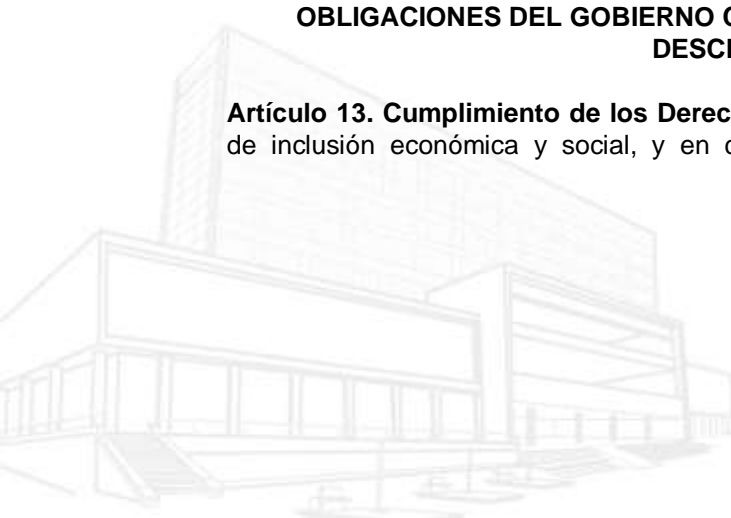 OBLIGACIONES DEL GOBIERNO
DESC
Artículo 13. Cumplimiento de los Derec
de inclusión económica y social, y en